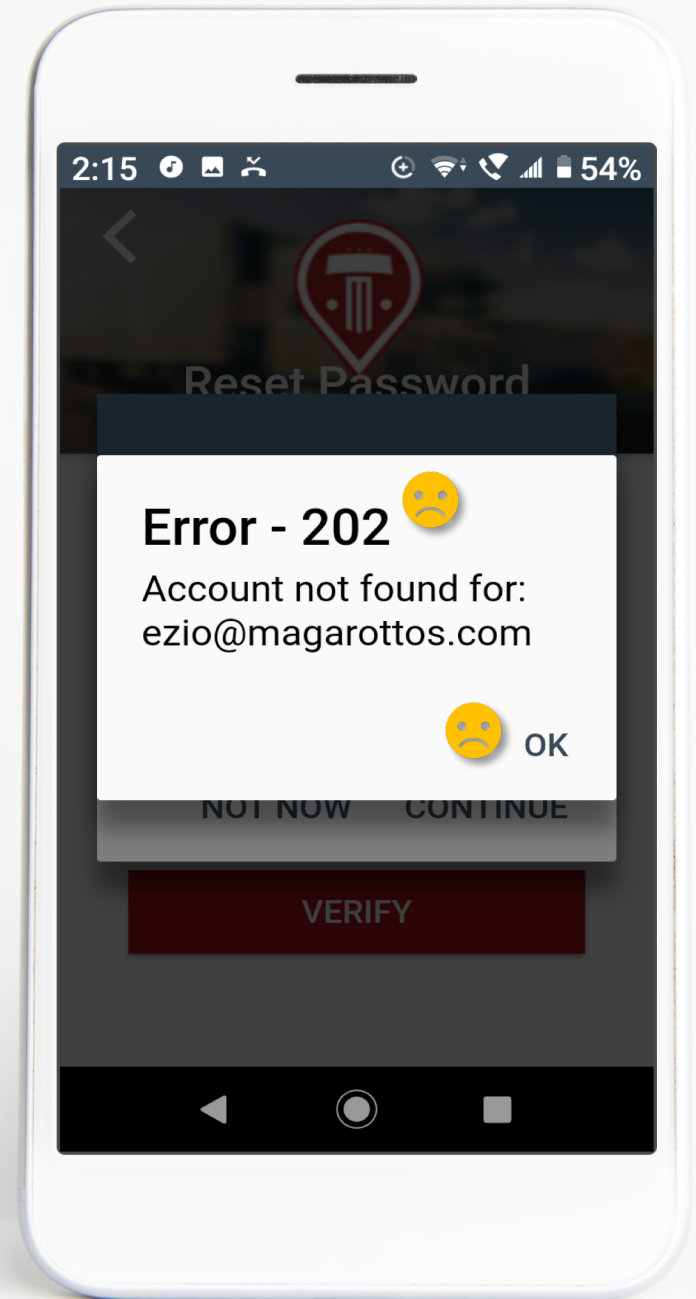 2:15 54%
Reset Password
Error - 202
Account not found for:
ezio@magarottos.com
OK
NOT NOW CONTINUE
VERIFY